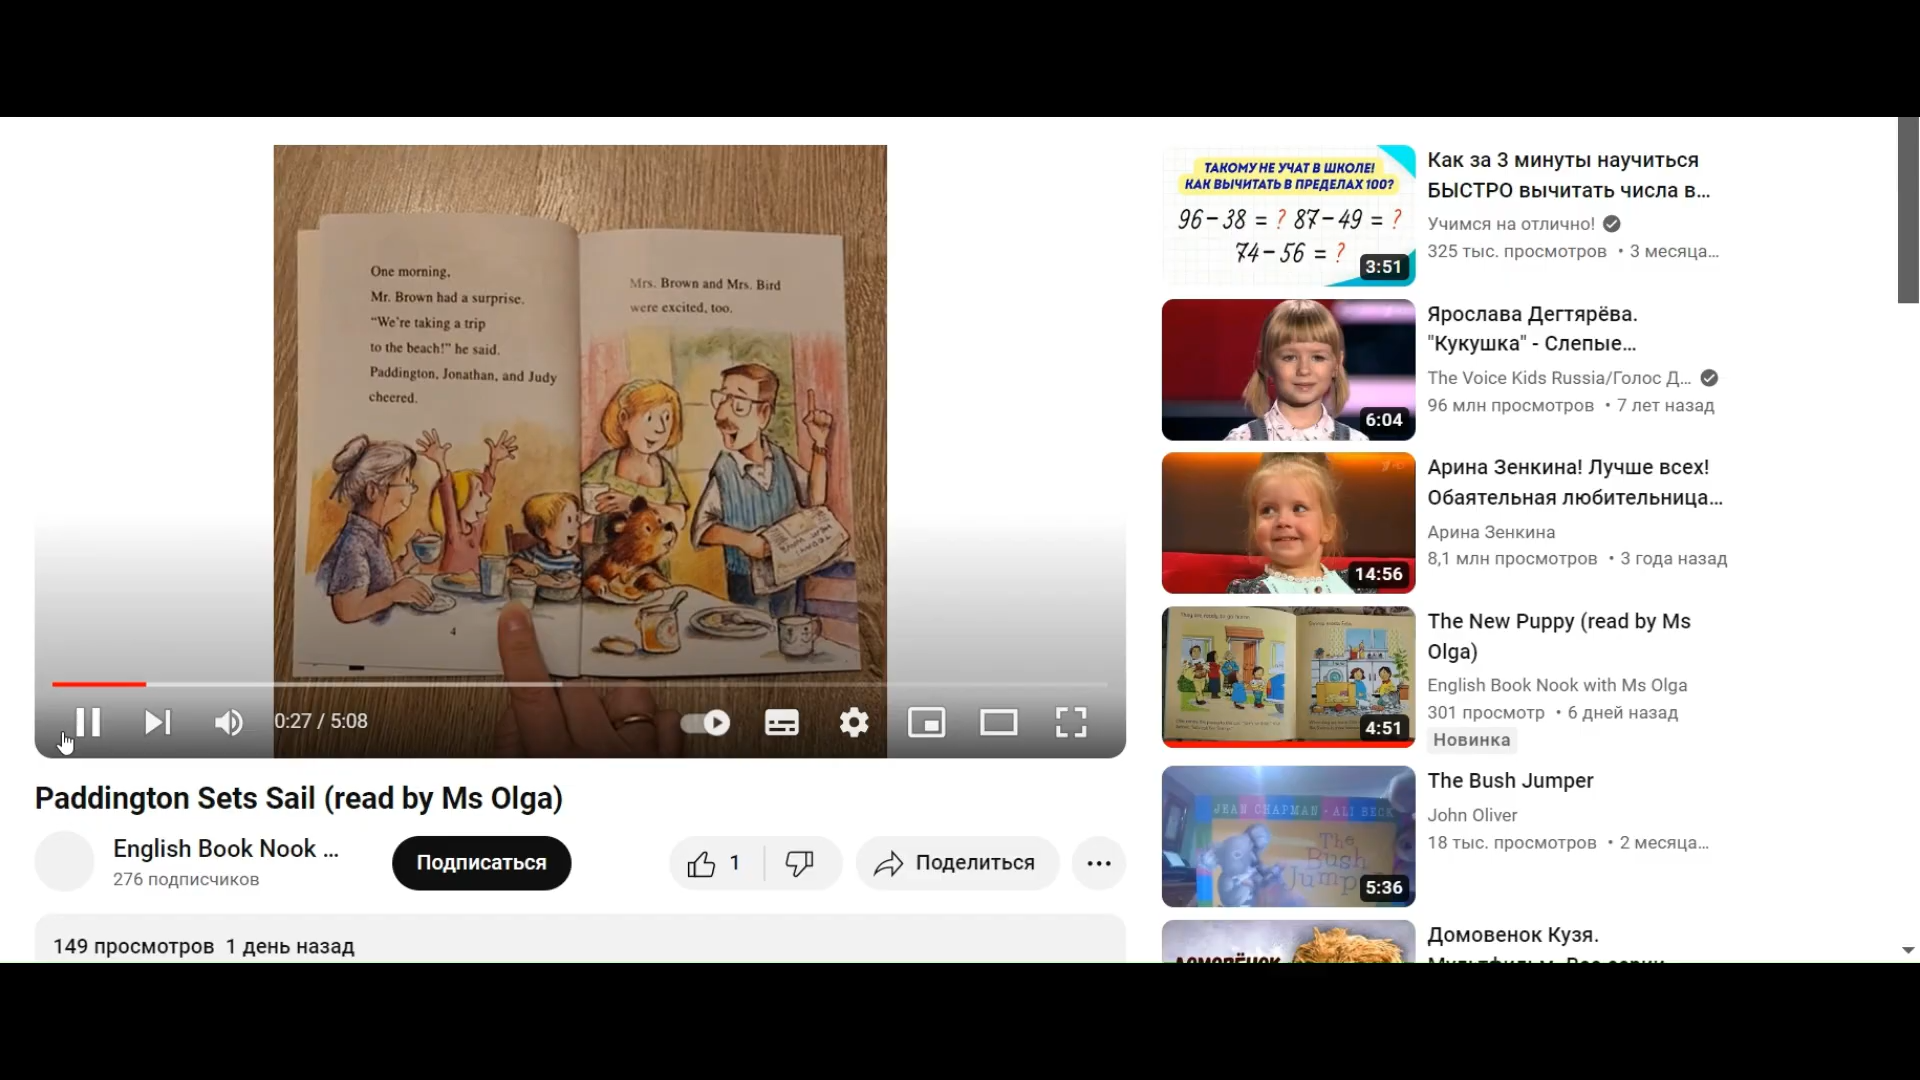 One morning,
Mr. Brown had a surprise.
“We're taking a trip
to the beach!” he said.
Paddington, Jonathan, and Judy
cheered.
4
Mrs. Brown and Mrs. Bird
were excited, too.
0:27 / 5:08
Paddington Sets Sail (read by Ms Olga)
English Book Nook ...
276 подписчиков
Подписаться
1
Поделиться
149 просмотров 1 день назад
ТАКОМУ НЕ УЧАТ В ШКОЛЕ!
КАК ВЫЧИТАТЬ В ПРЕДЕЛАХ 100?
96-38 = ? 87-49 = ?
74-56 = ?
3:51
Как за 3 минуты научиться
БЫСТРО вычитать числа в...
Учимся на отлично!
325 тыс. просмотров • 3 месяца...
6:04
Ярослава Дегтярёва.
"Кукушка" - Слепые...
The Voice Kids Russia/Голос Д...
96 млн просмотров • 7 лет назад
14:56
Арина Зенкина! Лучше всех!
Обаятельная любительница...
Арина Зенкина
8,1 млн просмотров • 3 года назад
4:51
The New Puppy (read by Ms
Olga)
English Book Nook with Ms Olga
301 просмотр • 6 дней назад
Новинка
JEAN CHAPMAN • ALI BECK
The
Bush
Jump
5:36
The Bush Jumper
John Oliver
18 тыс. просмотров • 2 месяца...
ДОМОВЁНОК
Домовенок Кузя.